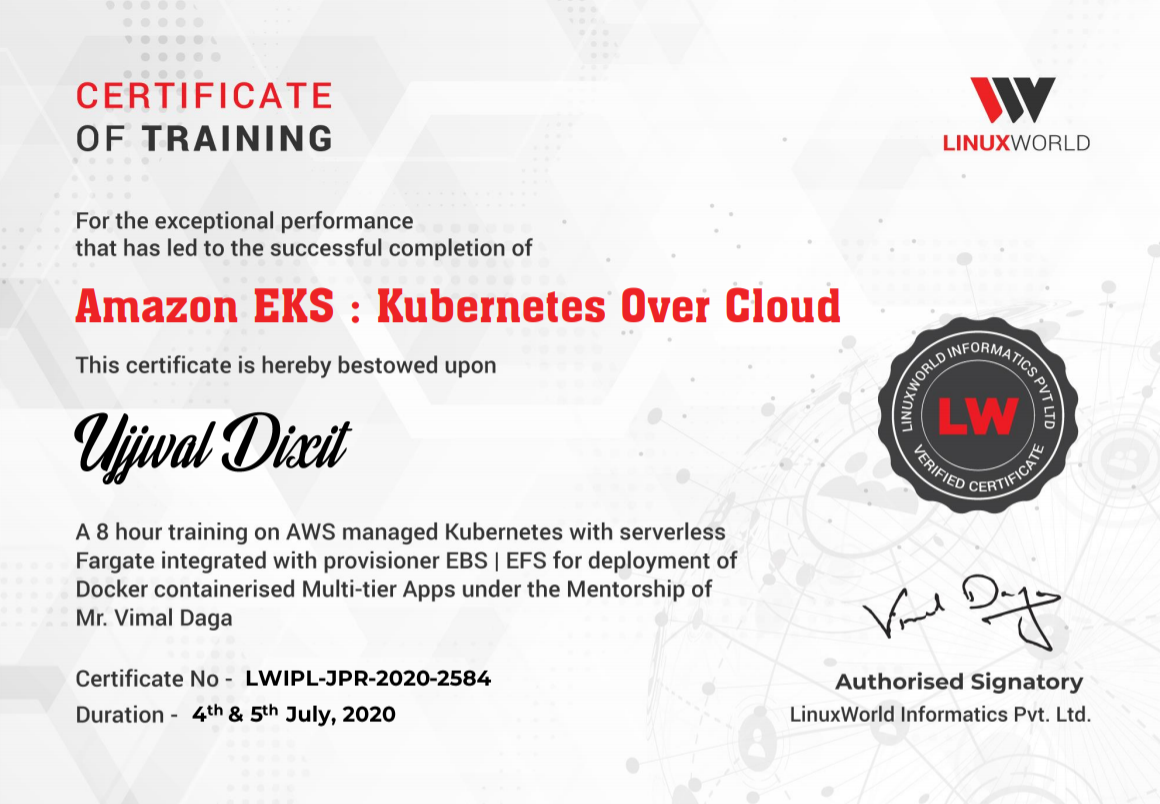 CERTIFICATE
OF TRAINING
LINUXWORLD
For the exceptional performance
that has led to the successful completion of
Amazon EKS : Kubernetes Over Cloud
This certificate is hereby bestowed upon
Ujjwal Dixit
LINUXWORLD INFORMATICS PVT LTD
LW
VERIFIED CERTIFICATE
A 8 hour training on AWS managed Kubernetes with serverless
Fargate integrated with provisioner EBS | EFS for deployment of
Docker containerised Multi-tier Apps under the Mentorship of
Mr. Vimal Daga
Vimal Daga
Certificate No - LWIPL-JPR-2020-2584
Authorised Signatory
Duration - 4th & 5th July, 2020
LinuxWorld Informatics Pvt. Ltd.